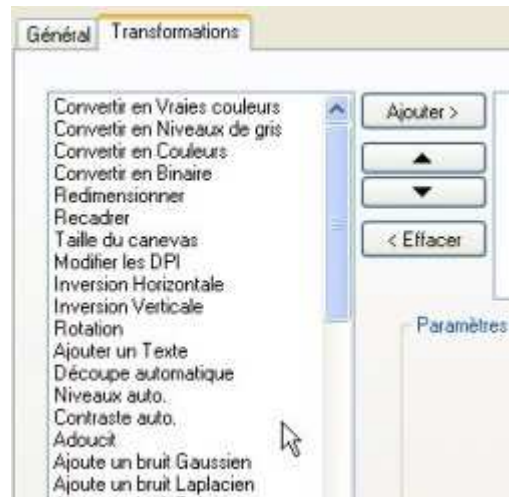 Général Transformations
Convertir en Vraies couleurs
Convertir en Niveaux de gris
Convertir en Couleurs
Convertir en Binaire
Redimensionner
Recadrer
Taille du canevas
Modifier les DPI
Inversion Horizontale
Inversion Verticale
Rotation
Ajouter un Texte
Découpe automatique
Niveaux auto.
Contraste auto.
Adoucit
Ajoute un bruit Gaussien
Ajoute un bruit Laplacien
Ajouter >
< Effacer
Paramètres